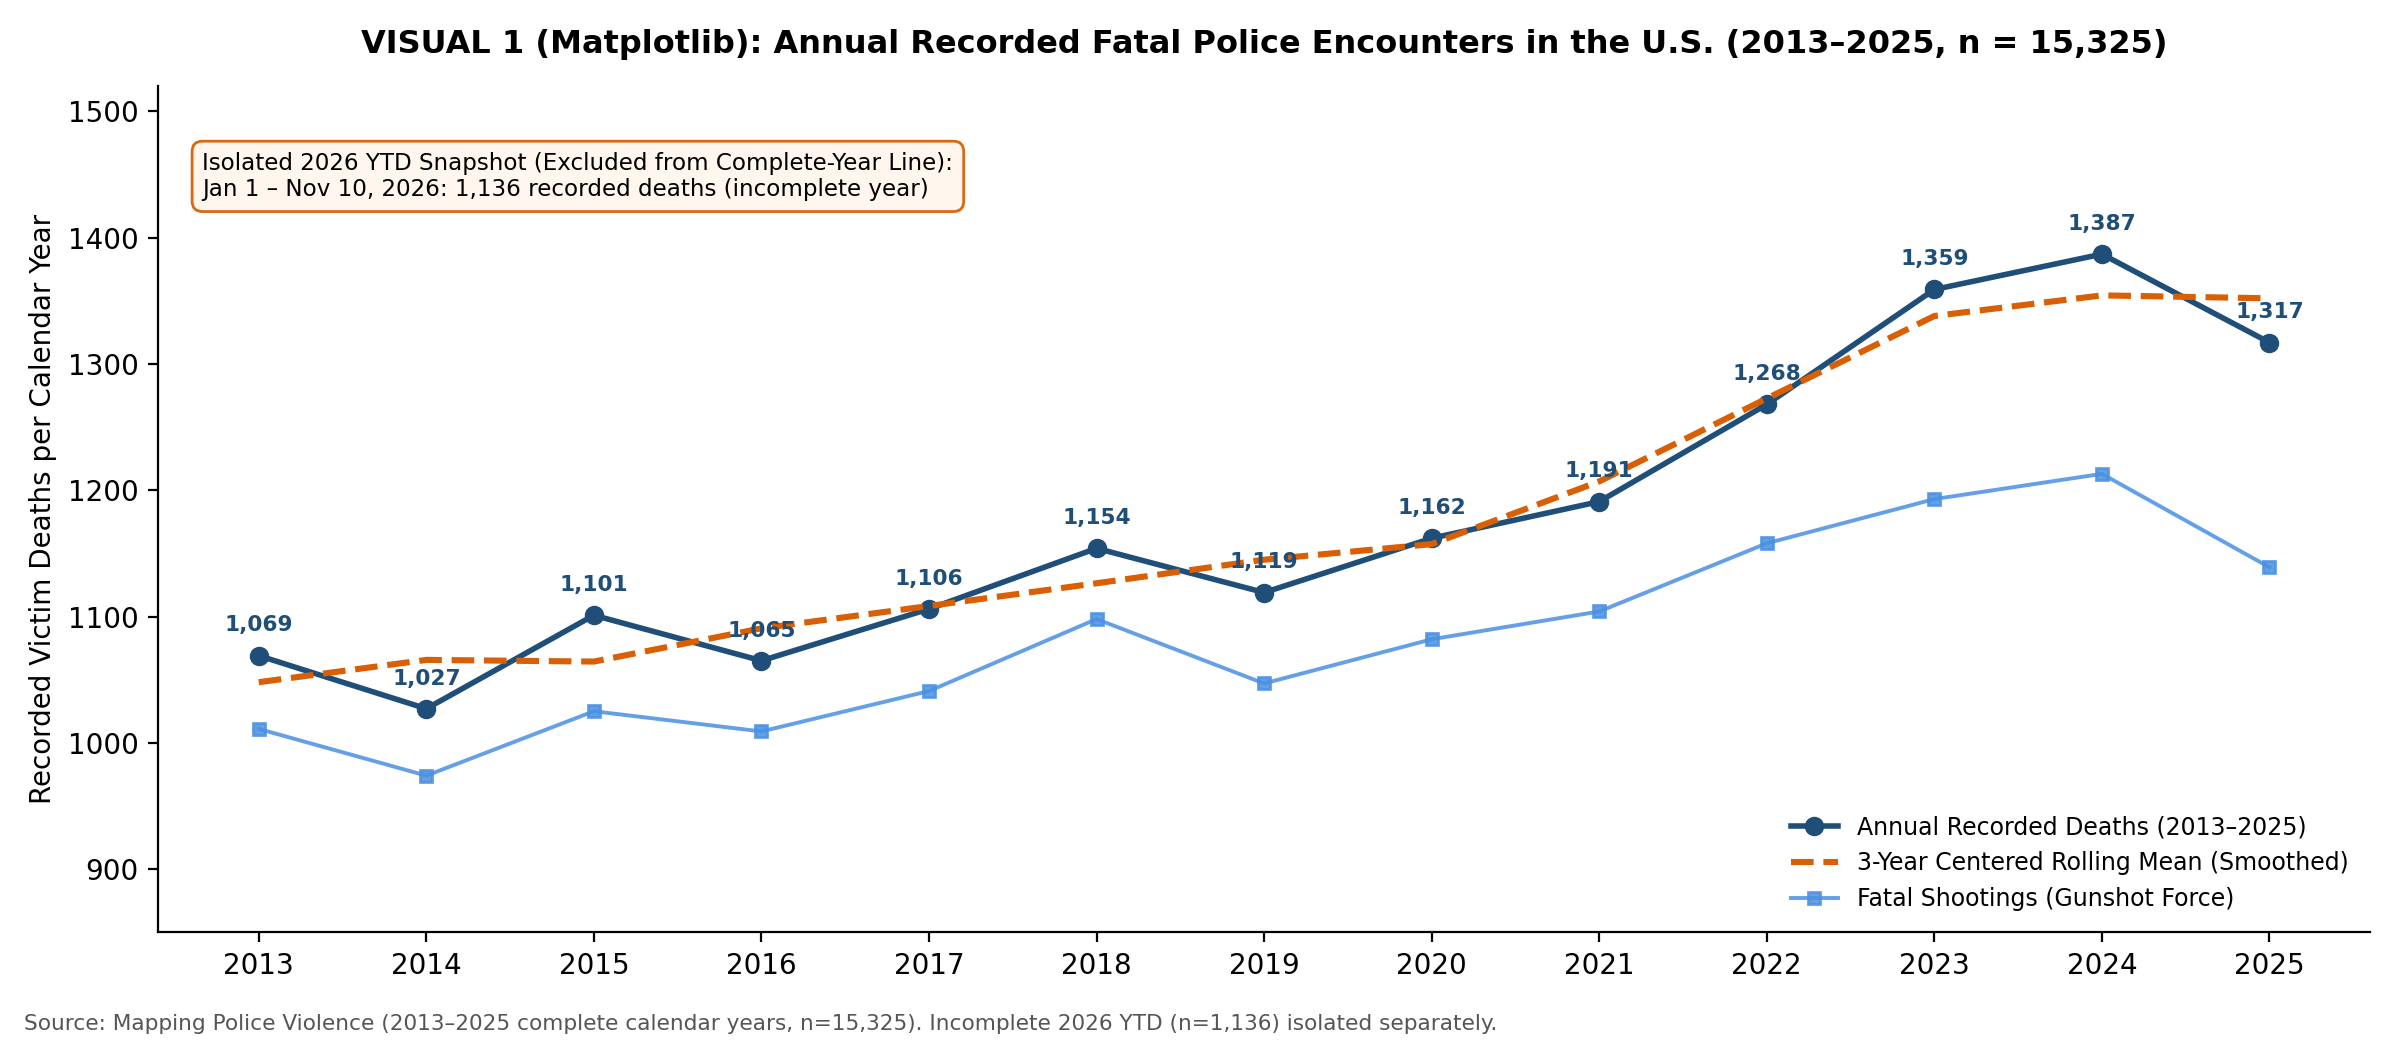 VISUAL 1 (Matplotlib): Annual Recorded Fatal Police Encounters in the U.S. (2013–2025, n = 15,325)
Recorded Victim Deaths per Calendar Year
1500
1400
1300
1200
1100
1000
900
Isolated 2026 YTD Snapshot (Excluded from Complete-Year Line):
Jan 1 – Nov 10, 2026: 1,136 recorded deaths (incomplete year)
1,069
1,027
1,101
1,065
1,106
1,154
1,119
1,162
1,191
1,268
1,359
1,387
1,317
Annual Recorded Deaths (2013–2025)
3-Year Centered Rolling Mean (Smoothed)
Fatal Shootings (Gunshot Force)
2013 2014 2015 2016 2017 2018 2019 2020 2021 2022 2023 2024 2025
Source: Mapping Police Violence (2013–2025 complete calendar years, n=15,325). Incomplete 2026 YTD (n=1,136) isolated separately.